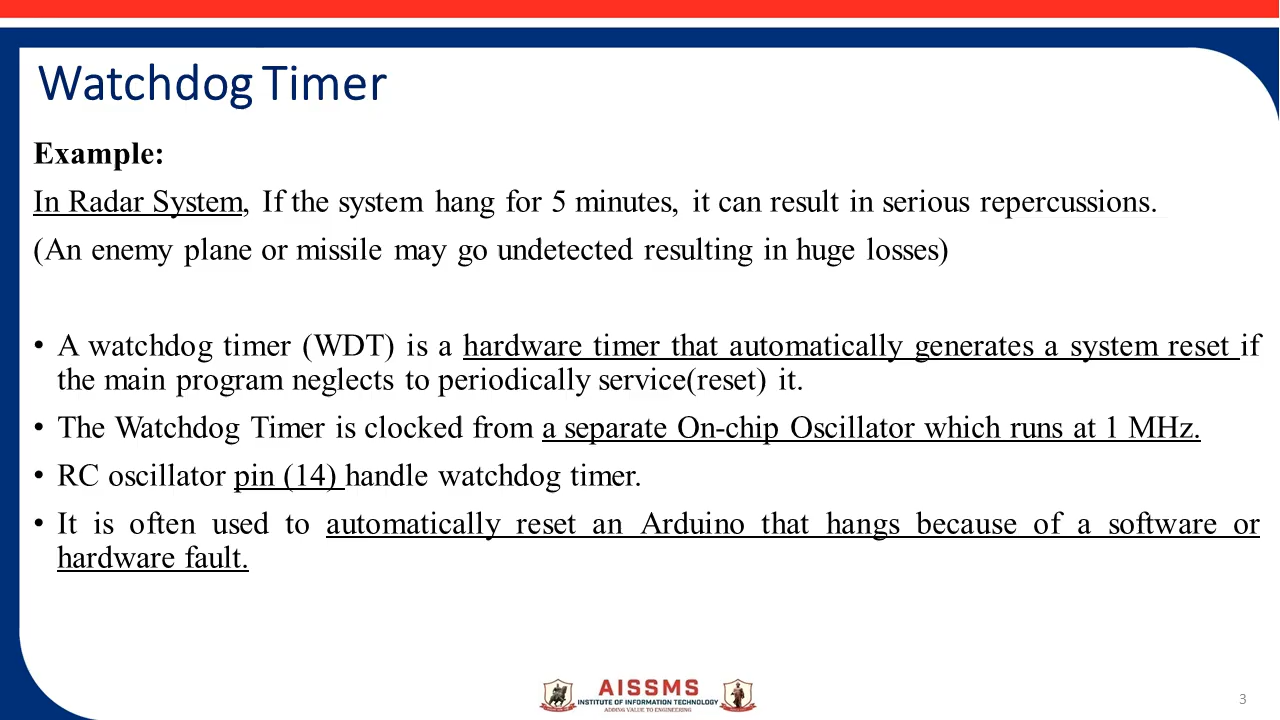 Watchdog Timer
Example:
In Radar System, If the system hang for 5 minutes, it can result in serious repercussions.
(An enemy plane or missile may go undetected resulting in huge losses)
• A watchdog timer (WDT) is a hardware timer that automatically generates a system reset if
the main program neglects to periodically service(reset) it.
• The Watchdog Timer is clocked from a separate On-chip Oscillator which runs at 1 MHz.
• RC oscillator pin (14) handle watchdog timer.
• It is often used to automatically reset an Arduino that hangs because of a software or
hardware fault.
AISSMS
INSTITUTE OF INFORMATION TECHNOLOGY
ADDING VALUE TO ENGINEERING
3